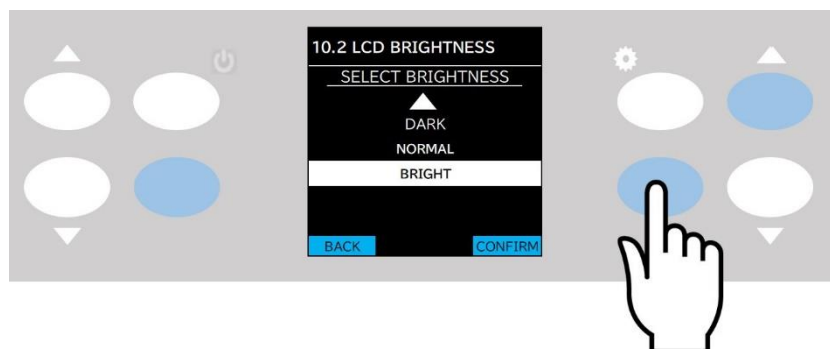 10.2 LCD BRIGHTNESS
SELECT BRIGHTNESS
DARK
NORMAL
BRIGHT
BACK CONFIRM